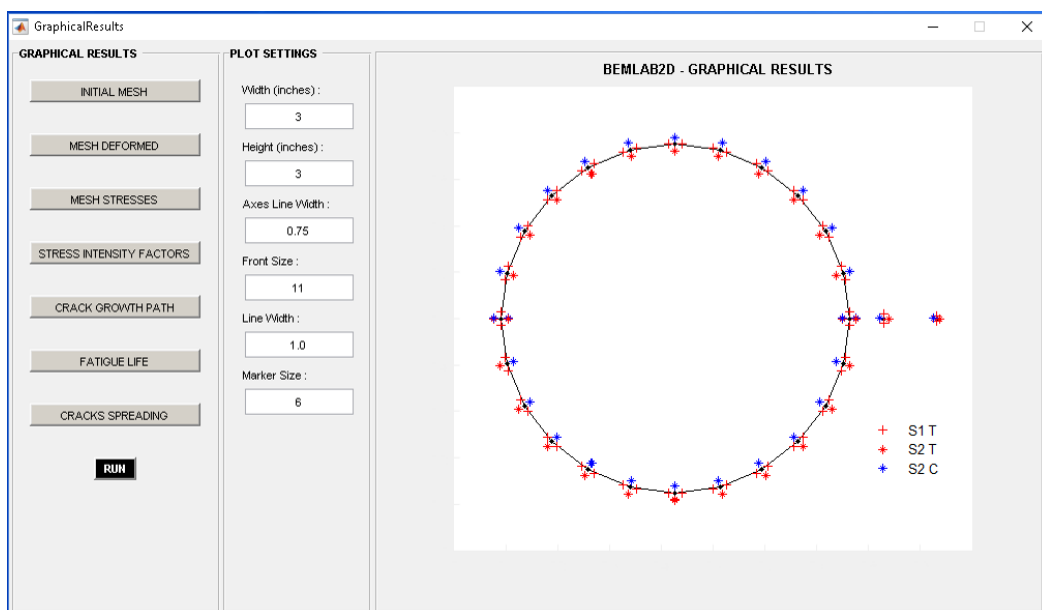 GraphicalResults
GRAPHICAL RESULTS
INITIAL MESH
MESH DEFORMED
MESH STRESSES
STRESS INTENSITY FACTORS
CRACK GROWTH PATH
FATIGUE LIFE
CRACKS SPREADING
RUN
PLOT SETTINGS
Width (inches) :
3
Height (inches) :
3
Axes Line Width :
0.75
Front Size :
11
Line Width :
1.0
Marker Size :
6
BEMLAB2D - GRAPHICAL RESULTS
S1 T
S2 T
S2 C